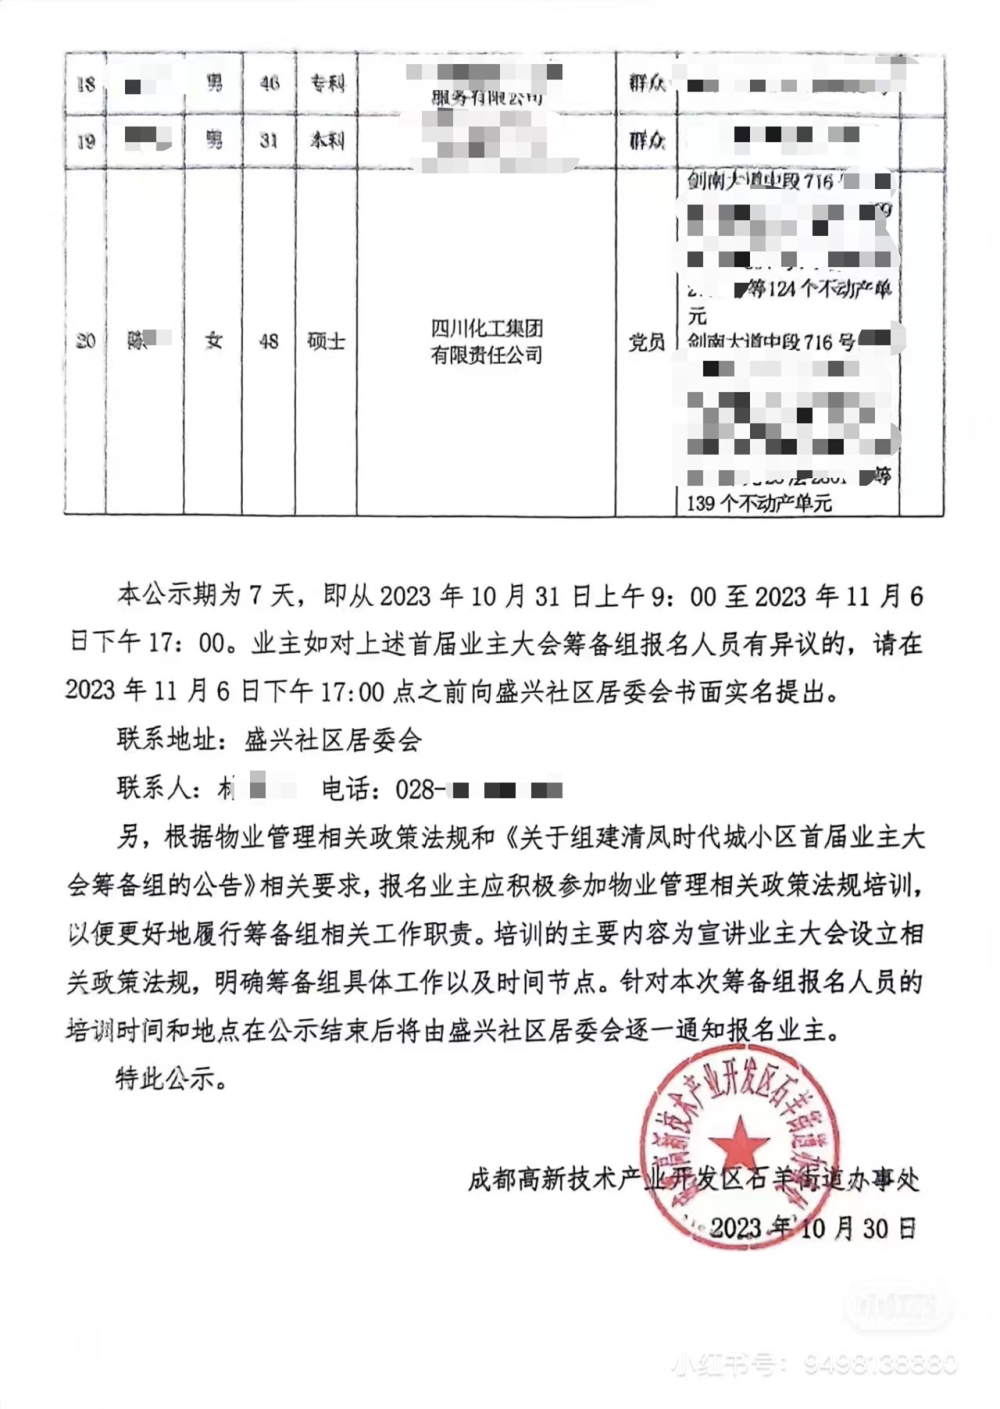 18 男 46 专科 服务有限公司 群众
19 男 31 本科 群众
剑南大道中段716
等124个不动产单
元
20 陈 女 48 硕士 四川化工集团 党员 剑南大道中段716号
有限责任公司
等
139个不动产单元
本公示期为7天，即从2023年10月31日上午9：00至2023年11月6
日下午17：00。业主如对上述首届业主大会筹备组报名人员有异议的，请在
2023年11月6日下午17:00点之前向盛兴社区居委会书面实名提出。
联系地址：盛兴社区居委会
联系人： 电话：028-
另，根据物业管理相关政策法规和《关于组建清凤时代城小区首届业主大
会筹备组的公告》相关要求，报名业主应积极参加物业管理相关政策法规培训，
以便更好地履行筹备组相关工作职责。培训的主要内容为宣讲业主大会设立相
关政策法规，明确筹备组具体工作以及时间节点。针对本次筹备组报名人员的
培训时间和地点在公示结束后将由盛兴社区居委会逐一通知报名业主。
特此公示。
成都高新技术产业开发区石羊街道办事处
成都高新技术产业开发区石羊街道办事处
2023年10月30日
小红书
小红书号：9498138880